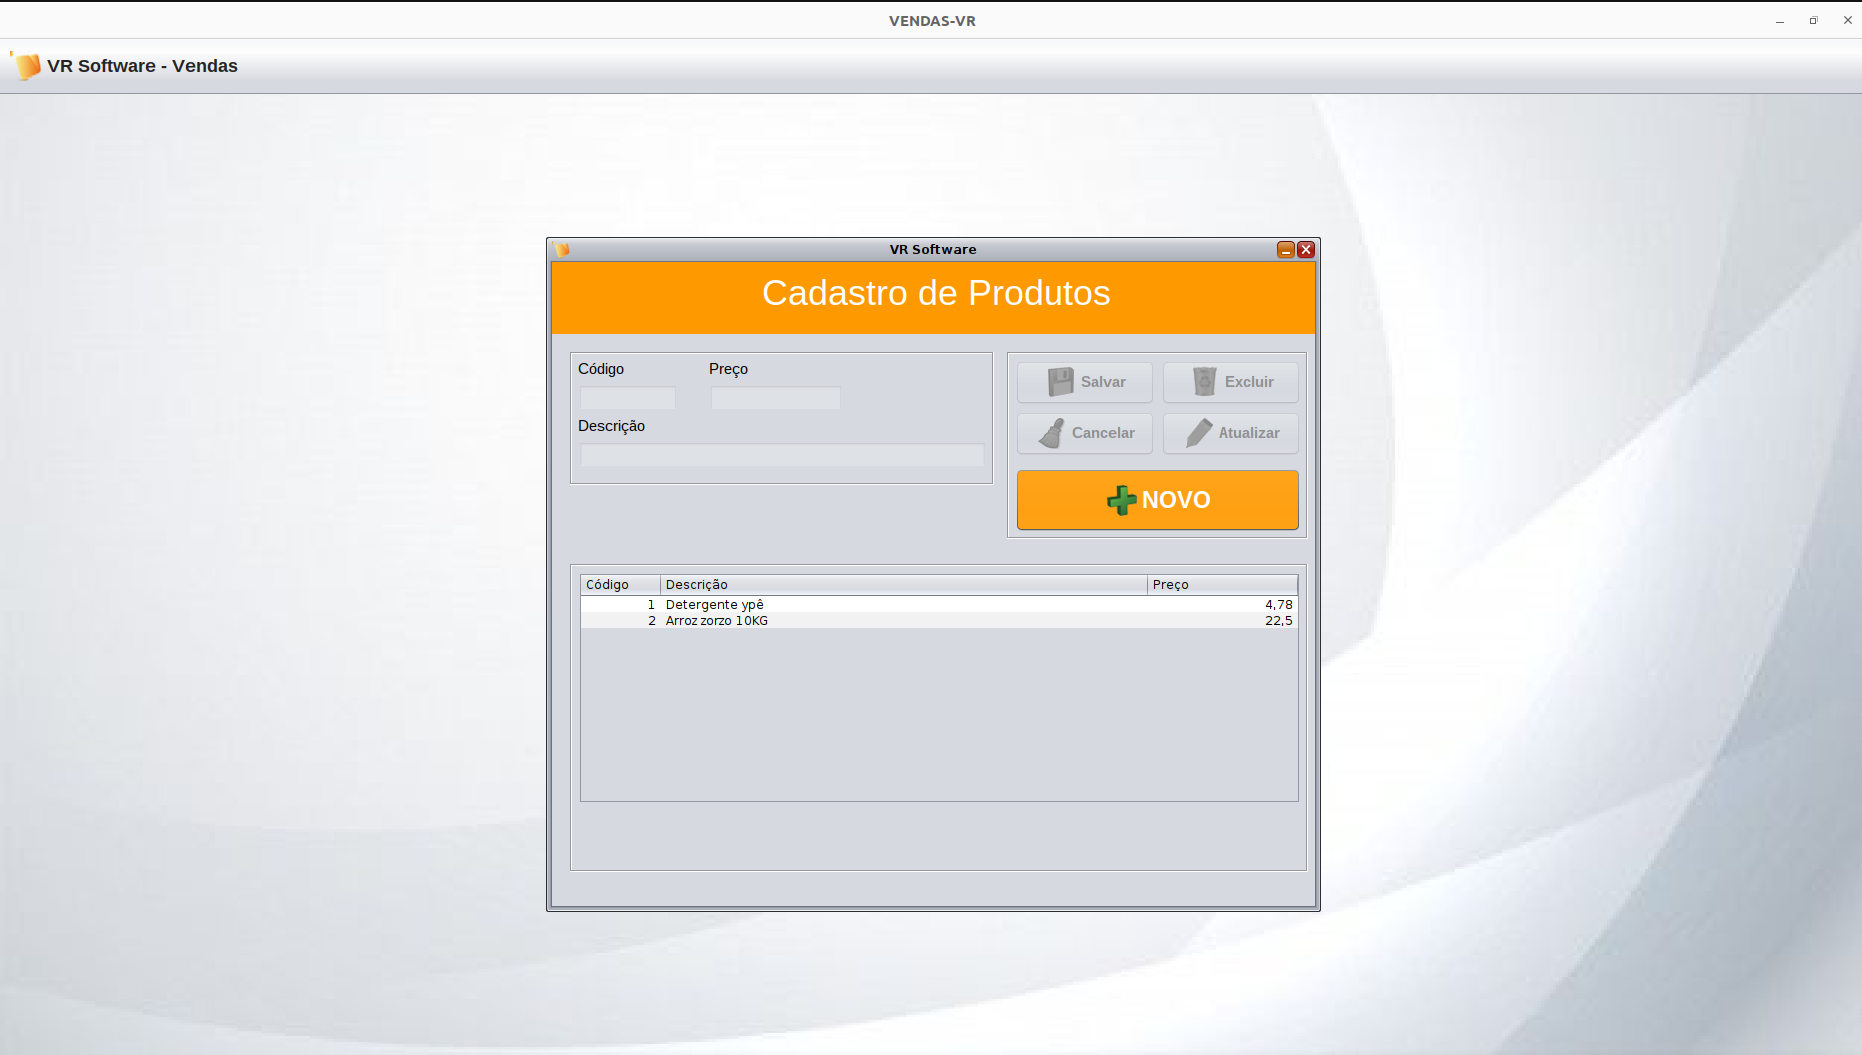 VENDAS-VR
VR Software - Vendas
VR Software
Cadastro de Produtos
Código Preço
Descrição
Salvar Excluir
Cancelar Atualizar
NOVO
Código Descrição Preço
1 Detergente ypê 4,78
2 Arroz zorzo 10KG 22,5